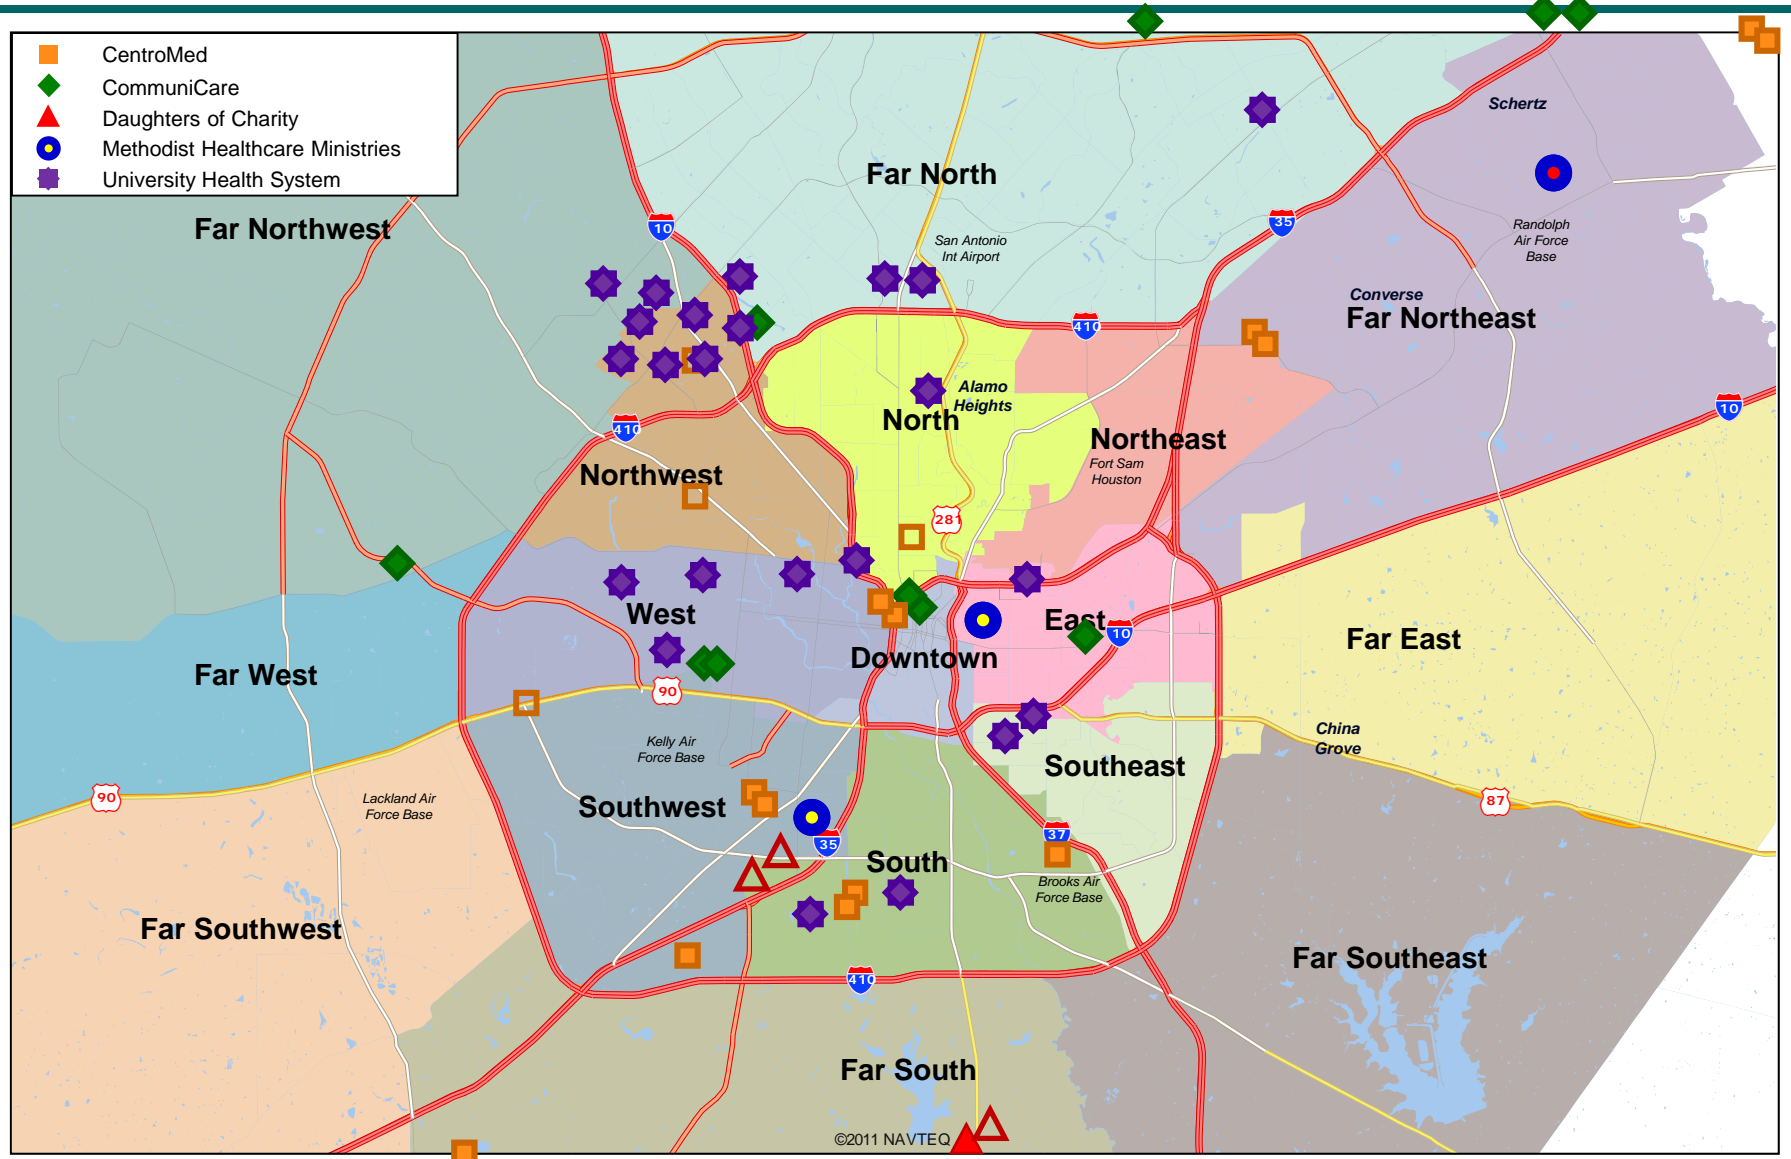 CentroMed
CommuniCare
Daughters of Charity
Methodist Healthcare Ministries
University Health System
Schertz
Far North
Far Northwest
10
35
Randolph
Air Force
Base
San Antonio
Int Airport
Converse
Far Northeast
410
10
Alamo
Heights
North
410
Northeast
Fort Sam
Houston
Northwest
281
West
East
10
Far East
Downtown
Far West
90
China
Grove
Kelly Air
Force Base
Southeast
90
Lackland Air
Force Base
Southwest
87
35
37
South
Brooks Air
Force Base
Far Southwest
Far Southeast
410
Far South
©2011 NAVTEQ